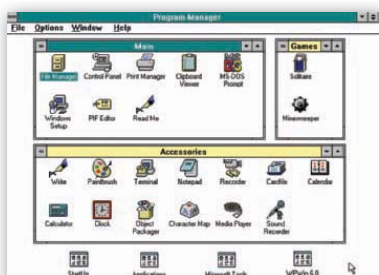 Program Manager
File Options Window Help
Main
File Manager Control Panel Print Manager Clipboard Viewer MS-DOS Prompt
Windows Setup PIF Editor Read Me
Games
Solitaire
Minesweeper
Accessories
Write Paintbrush Terminal Notepad Recorder Cardfile Calendar
Calculator Clock Object Packager Character Map Media Player Sound Recorder
StartUp Applications Microsoft Tools WPwin 6.0